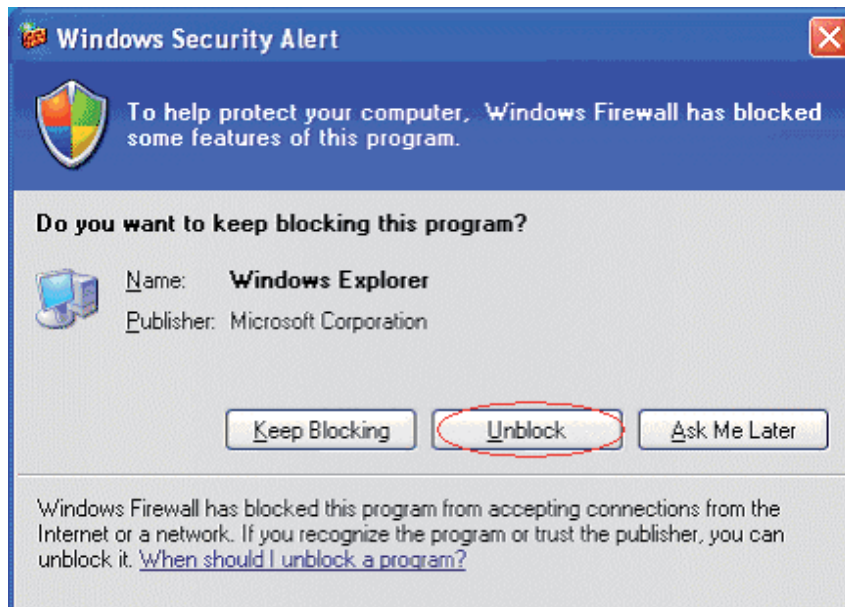 Windows Security Alert
To help protect your computer, Windows Firewall has blocked
some features of this program.
Do you want to keep blocking this program?
Name: Windows Explorer
Publisher: Microsoft Corporation
Keep Blocking Unblock Ask Me Later
Windows Firewall has blocked this program from accepting connections from the
Internet or a network. If you recognize the program or trust the publisher, you can
unblock it. When should I unblock a program?